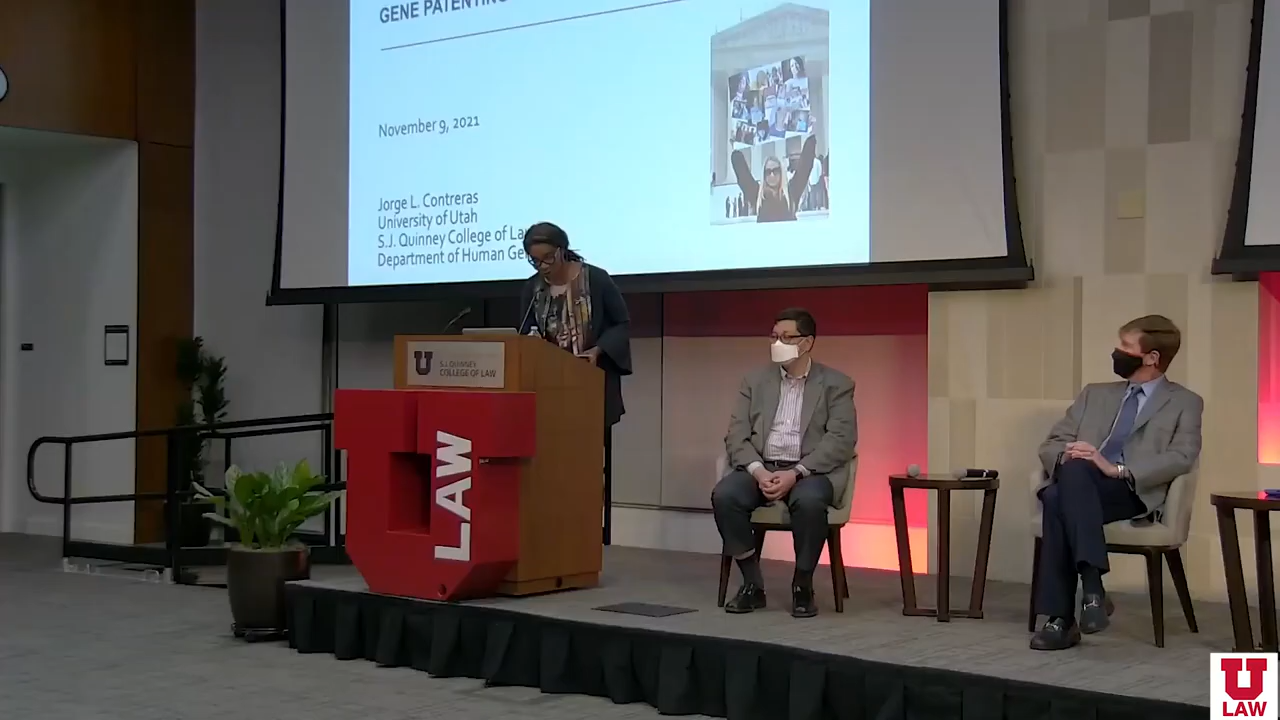 GENE PATENTING
November 9, 2021
Jorge L. Contreras
University of Utah
S.J. Quinney College of La
Department of Human Ge
U
S.J. QUINNEY
COLLEGE OF LAW
U
LAW
U
LAW